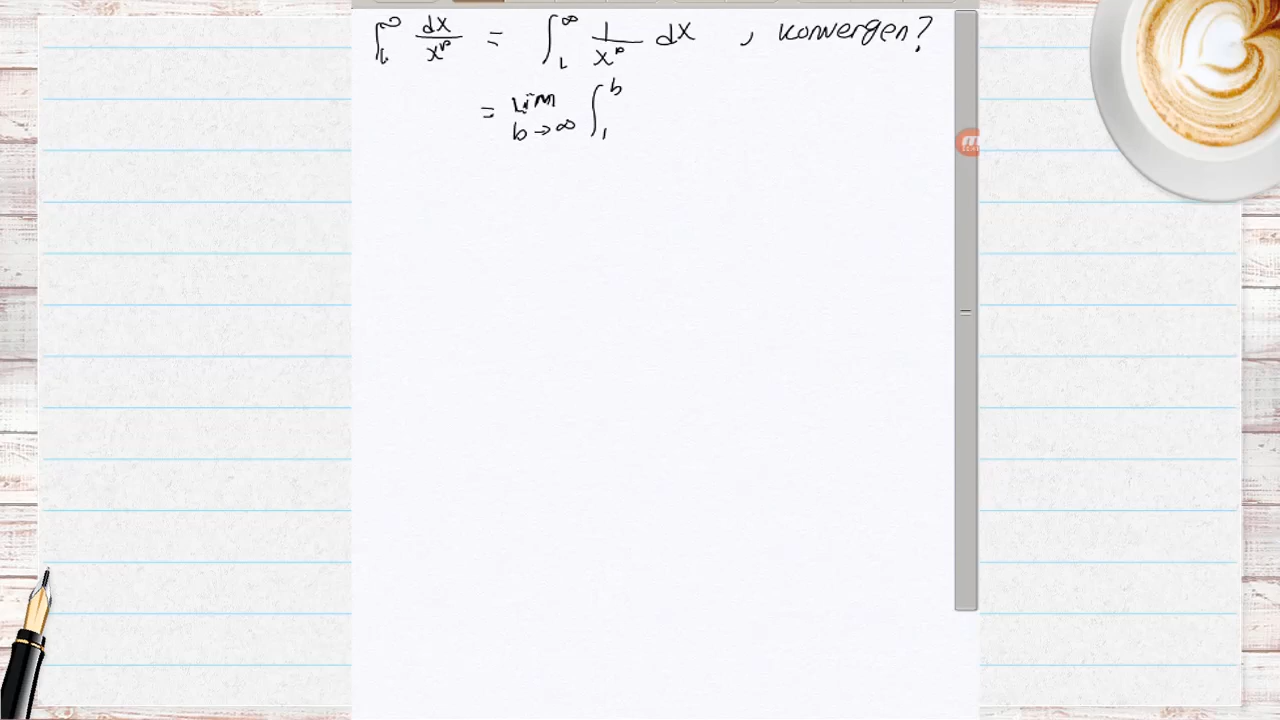 ∫₁^∞ dx/x^p = ∫₁^∞ 1/x^p dx , konvergen?
= lim b→∞ ∫₁^b